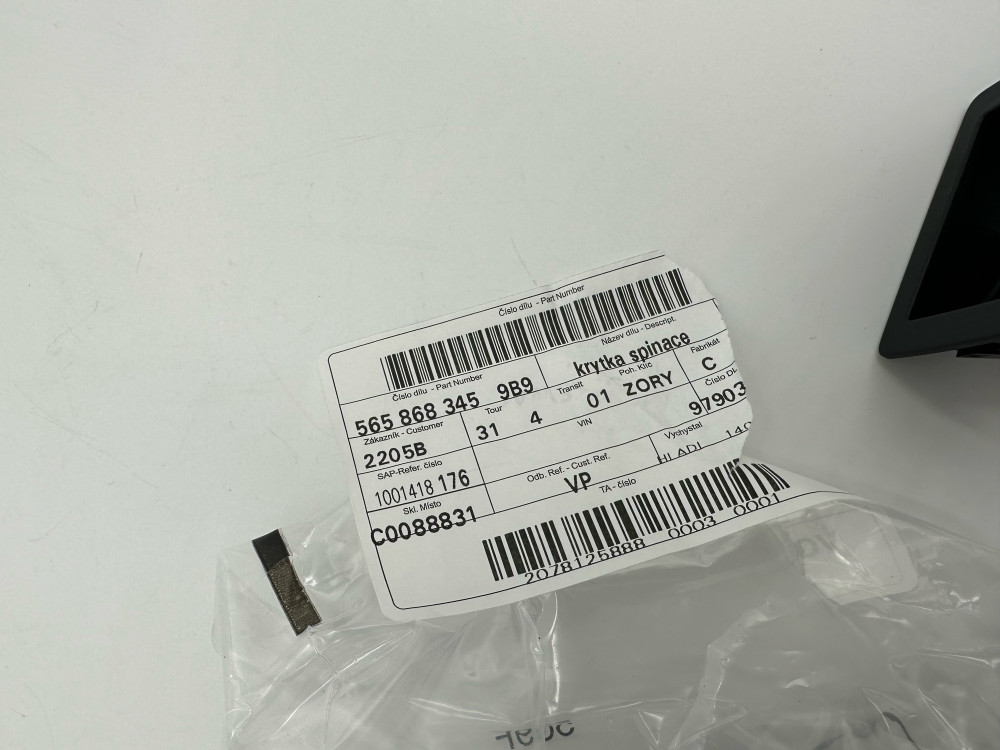 Číslo dílu - Part Number
Číslo dílu - Part Number
565 868 345 9B9
Název dílu - Descript.
krytka spinace
Zákazník - Customer
2205B
Tour
31 4
Transit
01
Poh. Klíč
ZORY
Fabrikát
C
SAP-Refer. číslo
1001418 176
VIN
Číslo
97903
Skl. Místo
C0088831
Odb. Ref. - Cust. Ref.
VP
Vychystal
TA - číslo
2078125888 0003 0001